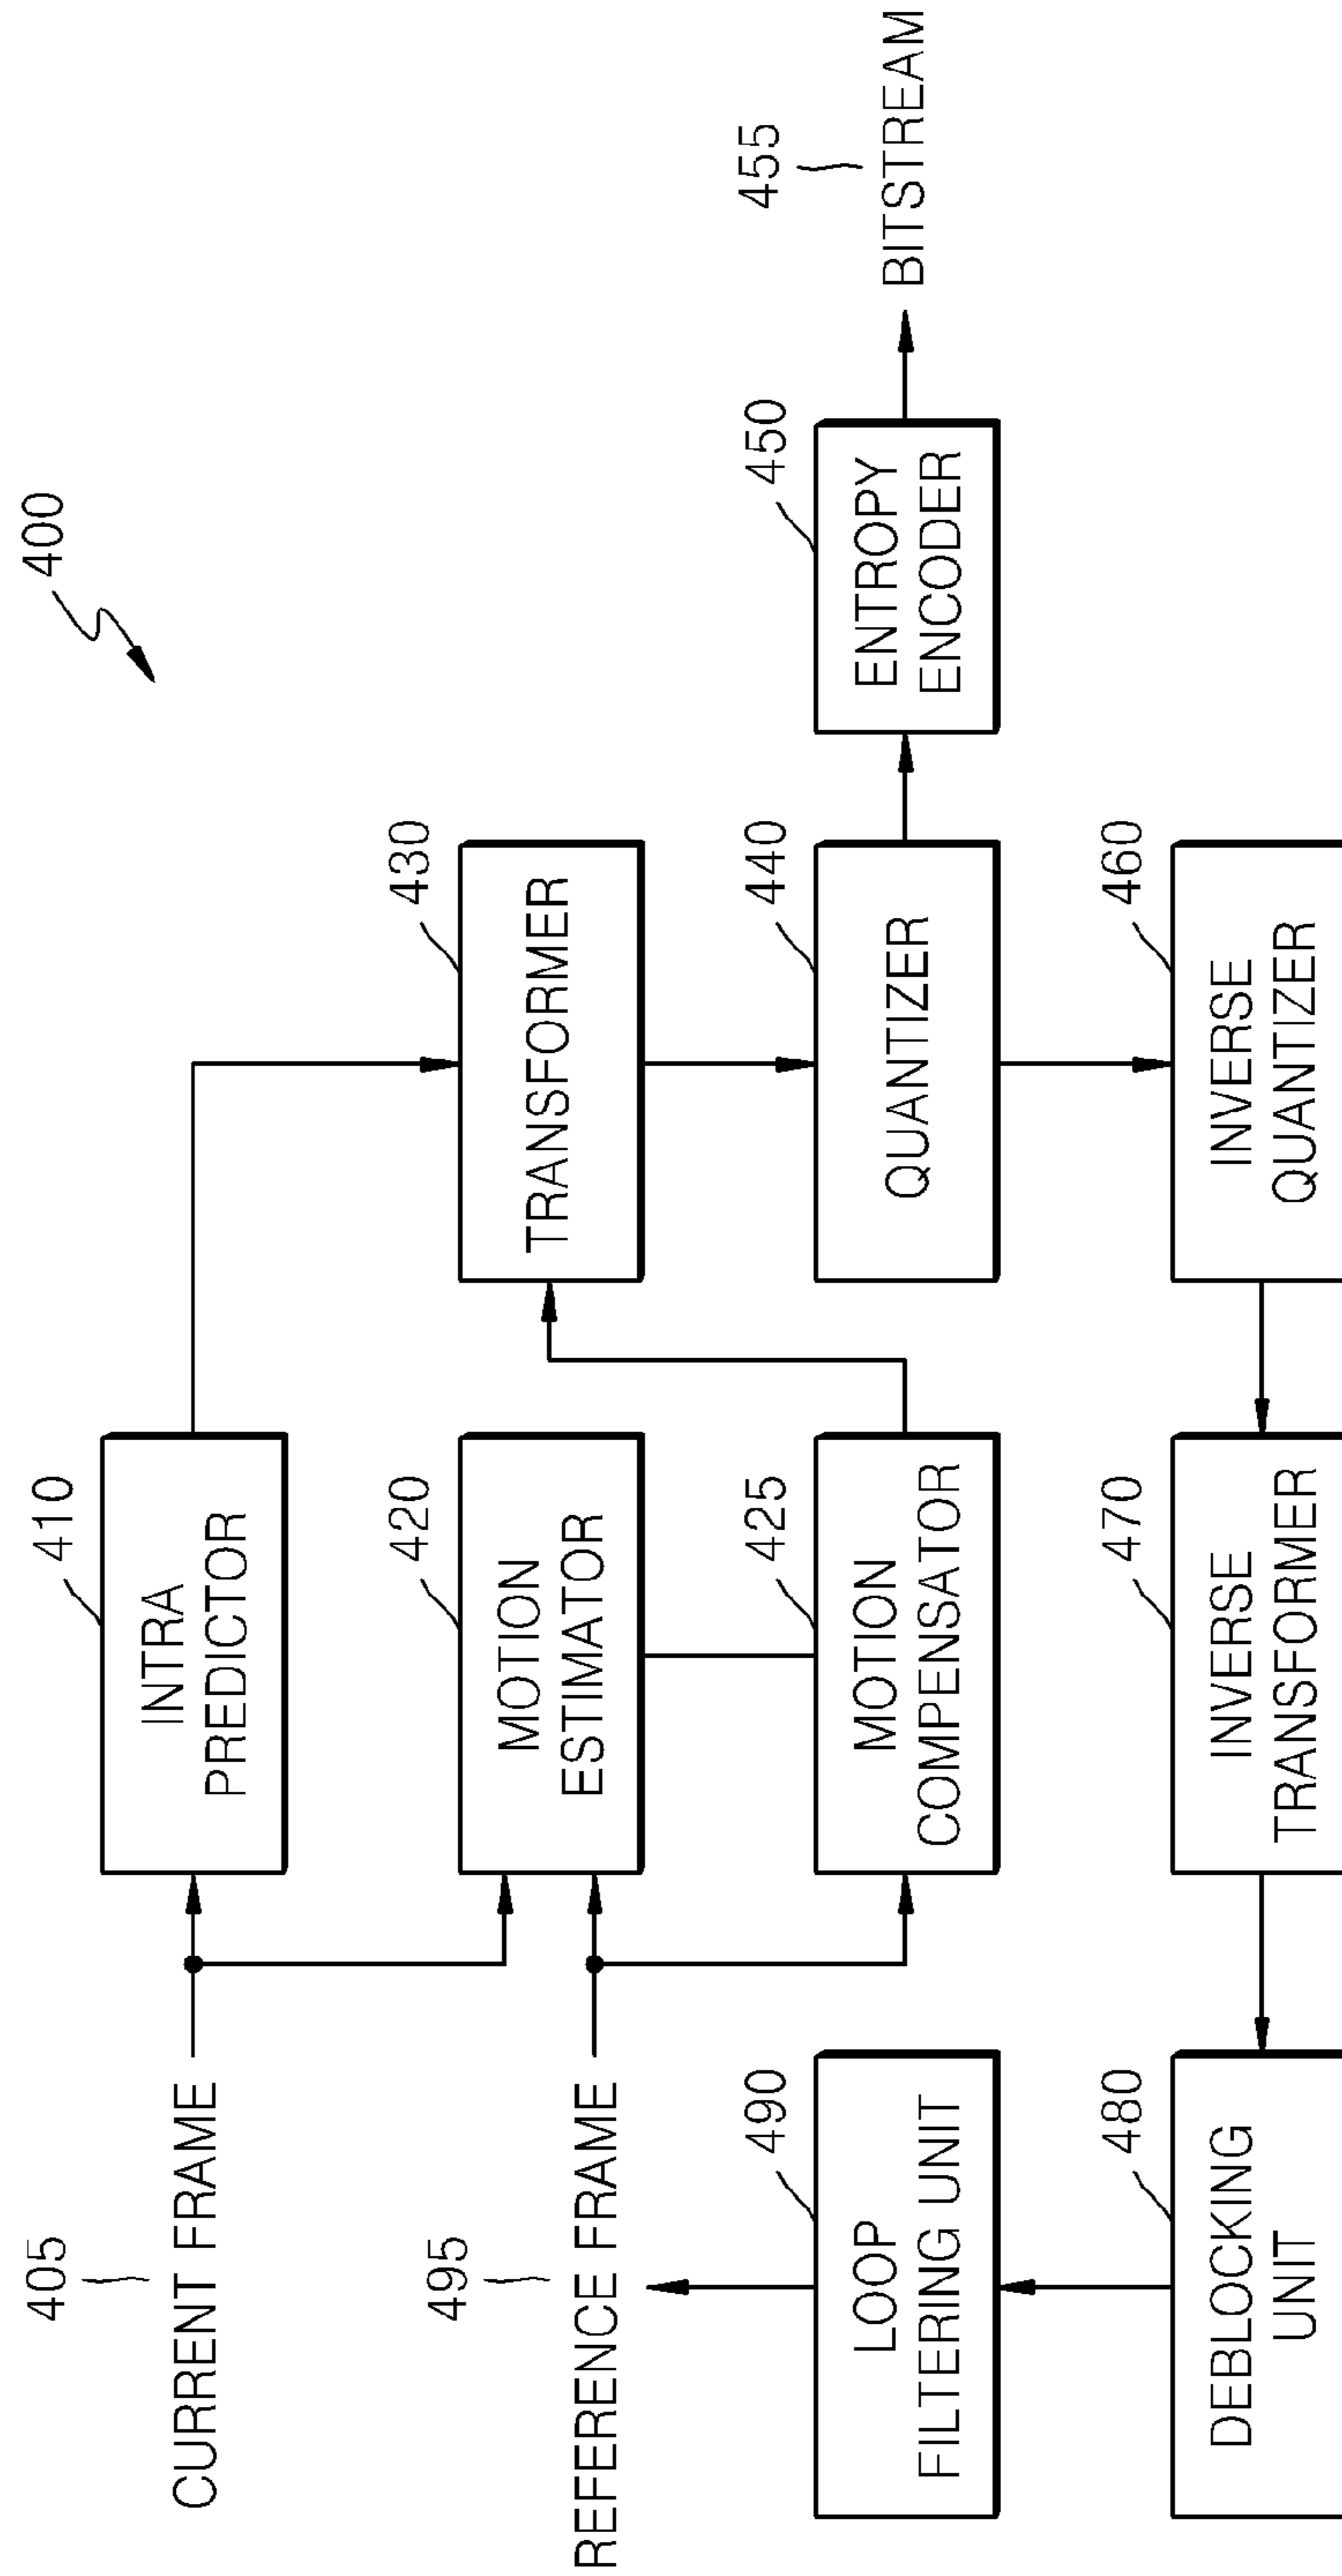 400
405
CURRENT FRAME
410
INTRA
PREDICTOR
495
REFERENCE FRAME
420
MOTION
ESTIMATOR
430
TRANSFORMER
490
LOOP
FILTERING UNIT
425
MOTION
COMPENSATOR
440
QUANTIZER
450
ENTROPY
ENCODER
455
BITSTREAM
480
DEBLOCKING
UNIT
470
INVERSE
TRANSFORMER
460
INVERSE
QUANTIZER